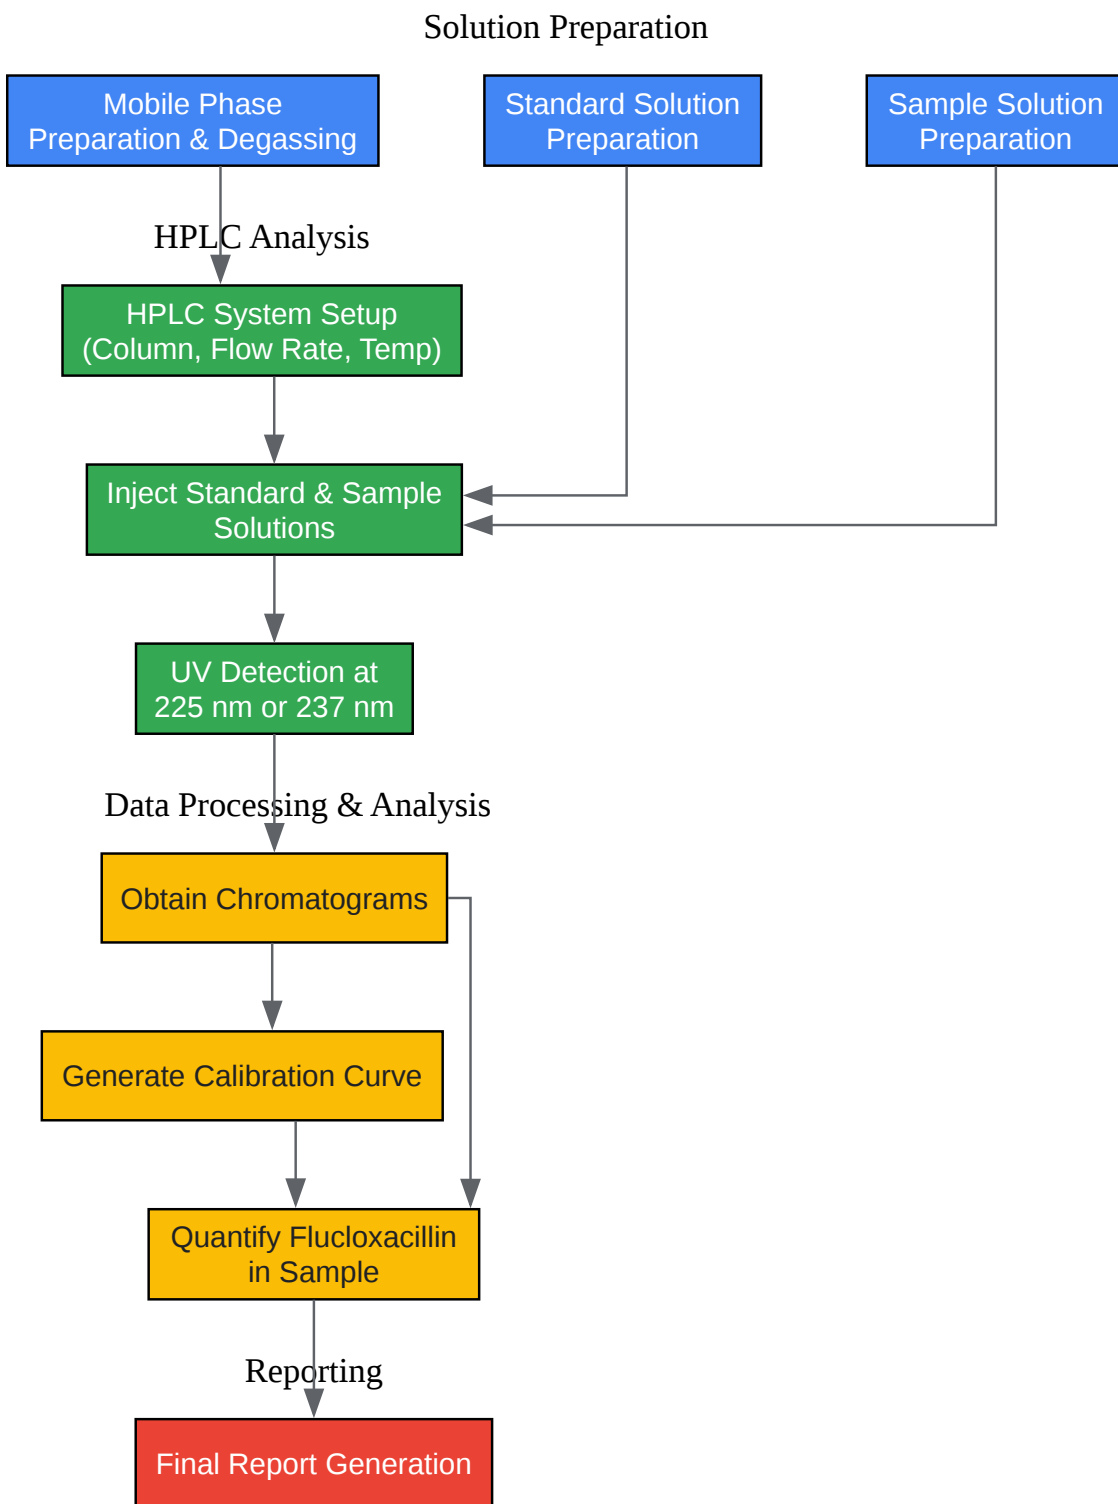 Solution Preparation
Mobile Phase
Preparation & Degassing
Standard Solution
Preparation
Sample Solution
Preparation
HPLC Analysis
HPLC System Setup
(Column, Flow Rate, Temp)
Inject Standard & Sample
Solutions
UV Detection at
225 nm or 237 nm
Data Processing & Analysis
Obtain Chromatograms
Generate Calibration Curve
Quantify Flucloxacillin
in Sample
Reporting
Final Report Generation